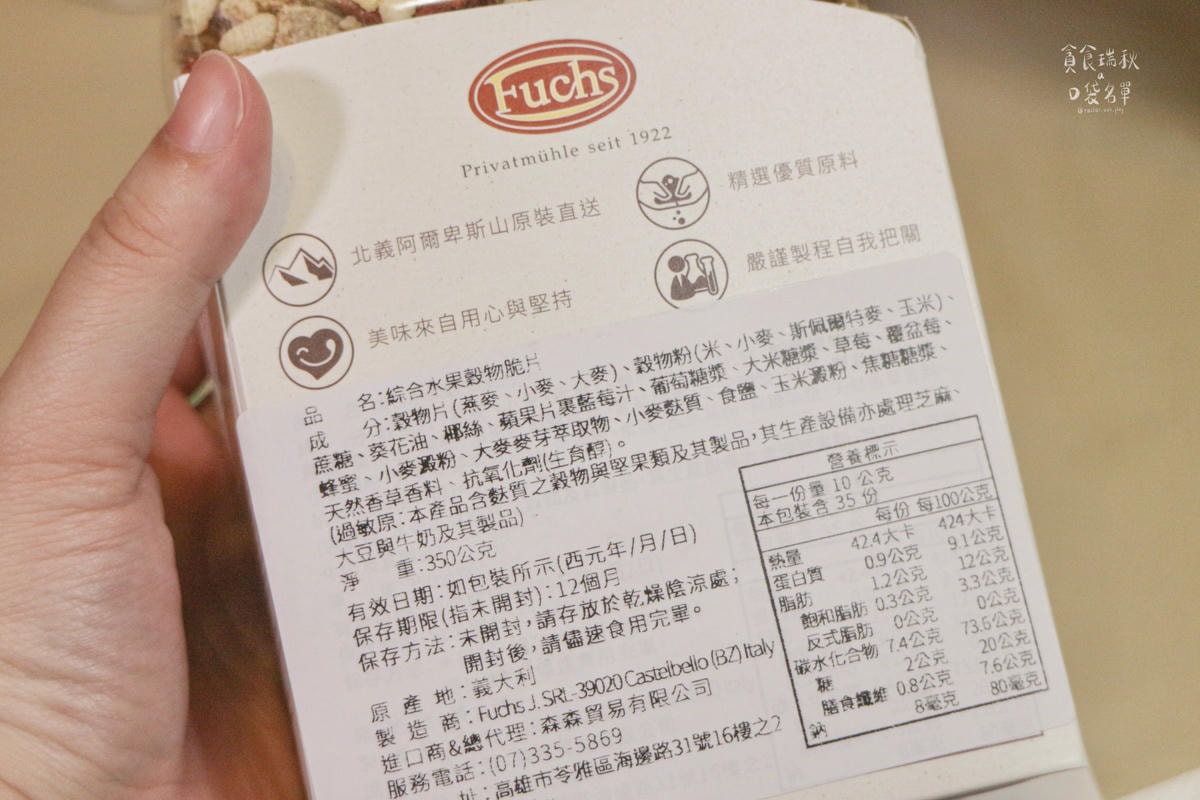 貪食瑞秋
の
口袋名單
Fuchs
Privatmühle seit 1922
北義阿爾卑斯山原裝直送
精選優質原料
美味來自用心與堅持
嚴謹製程自我把關
品 名:綜合水果穀物脆片
成 分:穀物片(燕麥、小麥、大麥)、穀物粉(米、小麥、斯佩爾特麥、玉米)、
蔗糖、葵花油、椰絲、蘋果片裹藍莓汁、葡萄糖漿、大米糖漿、草莓、覆盆莓、
蜂蜜、小麥澱粉、大麥麥芽萃取物、小麥麩質、食鹽、玉米澱粉、焦糖糖漿、
天然香草香料、抗氧化劑(生育醇)。
(過敏原:本產品含麩質之穀物與堅果類及其製品,其生產設備亦處理芝麻、
大豆與牛奶及其製品)
淨 重:350公克
有效日期:如包裝所示(西元年/月/日)
保存期限(指未開封):12個月
保存方法:未開封,請存放於乾燥陰涼處;
開封後,請儘速食用完畢。
原 產 地:義大利
製 造 商:Fuchs J. SRL-39020 Castelbello (BZ) Italy
進口商&總代理:森森貿易有限公司
服務電話:(07)335-5869
址:高雄市苓雅區海邊路31號16樓之2
營養標示
每一份量 10 公克
本包裝含 35 份
每份 每100公克
熱量 42.4大卡 424大卡
蛋白質 0.9公克 9.1公克
脂肪 1.2公克 12公克
飽和脂肪 0.3公克 3.3公克
反式脂肪 0公克 0公克
碳水化合物 7.4公克 73.6公克
糖 2公克 20公克
膳食纖維 0.8公克 7.6公克
鈉 8毫克 80毫克